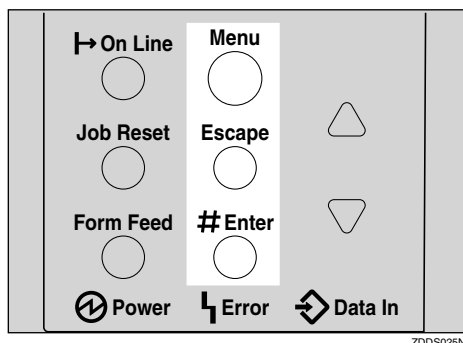 On Line Menu
Job Reset Escape
Form Feed # Enter
Power Error Data In
ZDDS025N